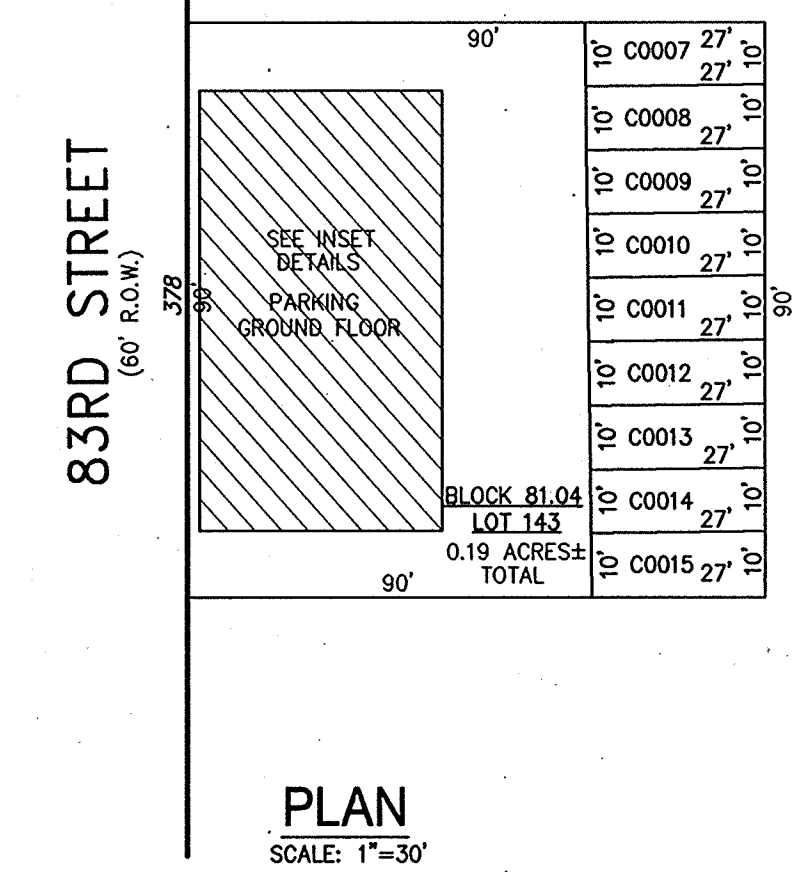 90'
10' C0007 27' 10'
27'
10' C0008 27' 10'
10' C0009 27' 10'
10' C0010 27' 10'
10' C0011 27' 10'
10' C0012 27' 10'
10' C0013 27' 10'
10' C0014 27' 10'
10' C0015 27' 10'
90'
83RD STREET
(60' R.O.W.)
378
90'
SEE INSET
DETAILS
PARKING
GROUND FLOOR
BLOCK 81.04
LOT 143
0.19 ACRES±
TOTAL
90'
PLAN
SCALE: 1"=30'